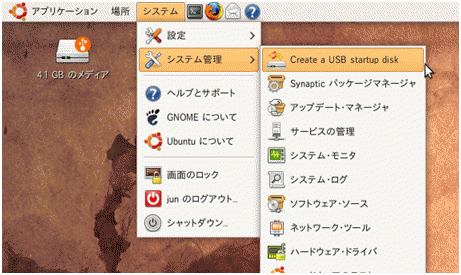 アプリケーション 場所 システム
4.1 GB のメディア
設定
システム管理
ヘルプとサポート
GNOME について
Ubuntu について
画面のロック
jun のログアウト...
シャットダウン...
Create a USB startup disk
Synaptic パッケージマネージャ
アップデート・マネージャ
サービスの管理
システム・モニタ
システム・ログ
ソフトウェア・ソース
ネットワーク・ツール
ハードウェア・ドライバ